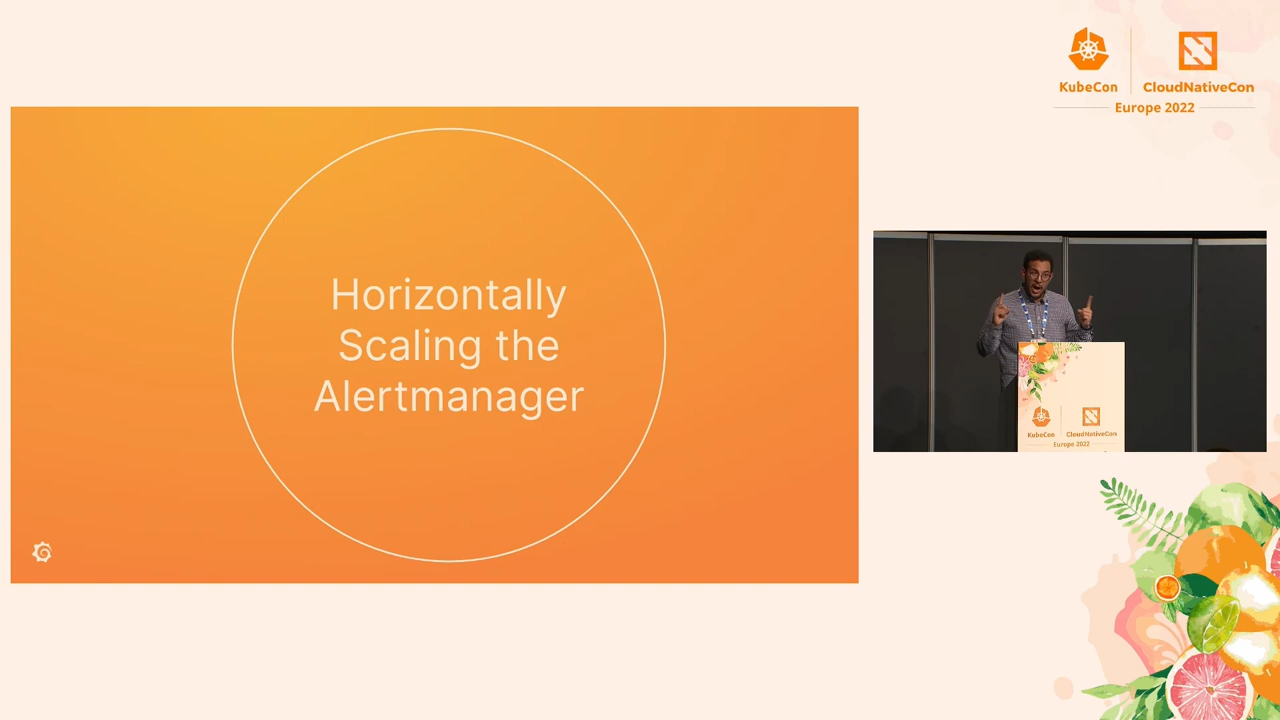 KubeCon
CloudNativeCon
Europe 2022
Horizontally
Scaling the
Alertmanager
KubeCon
CloudNativeCon
Europe 2022